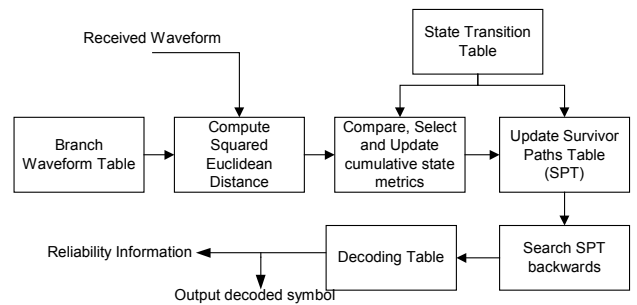 Received Waveform
State Transition
Table
Branch
Waveform Table
Compute
Squared
Euclidean
Distance
Compare, Select
and Update
cumulative state
metrics
Update Survivor
Paths Table
(SPT)
Reliability Information
Decoding Table
Search SPT
backwards
Output decoded symbol